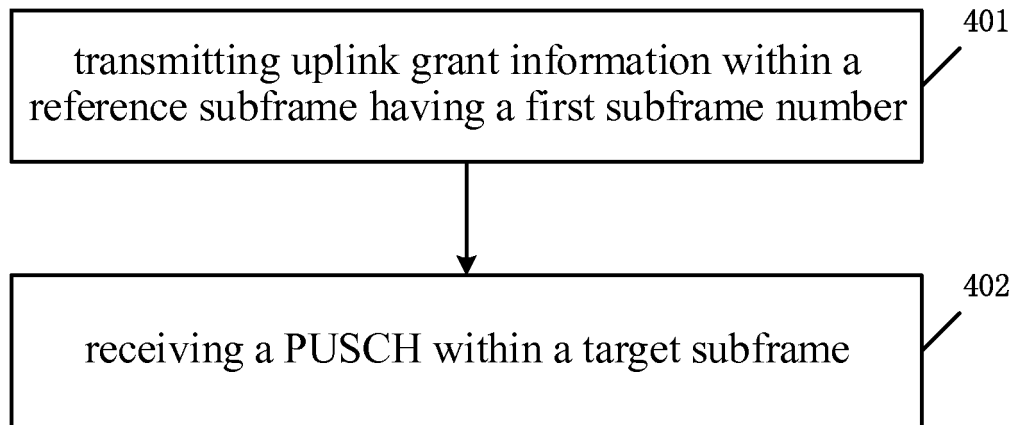 401
transmitting uplink grant information within a
reference subframe having a first subframe number
402
receiving a PUSCH within a target subframe